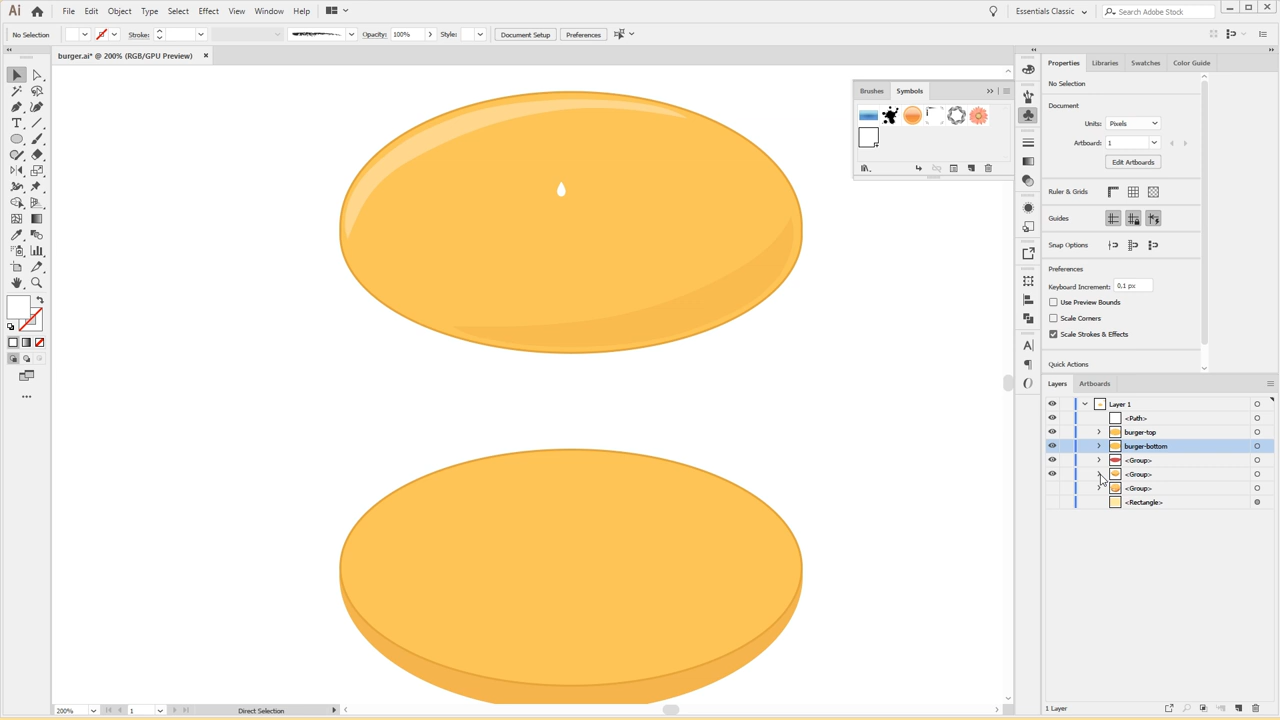 Ai File Edit Object Type Select Effect View Window Help Essentials Classic Search Adobe Stock
No Selection Stroke: Opacity: 100% Style: Document Setup Preferences
burger.ai* @ 200% (RGB/GPU Preview)
Properties Libraries Swatches Color Guide
No Selection
Brushes Symbols
Document
Units: Pixels
Artboard: 1
Edit Artboards
Ruler & Grids
Guides
Snap Options
Preferences
Keyboard Increment: 0,1 px
Use Preview Bounds
Scale Corners
Scale Strokes & Effects
Quick Actions
Layers Artboards
Layer 1
<Path>
burger-top
burger-bottom
<Group>
<Group>
<Group>
<Rectangle>
1 Layer
200% 1 Direct Selection